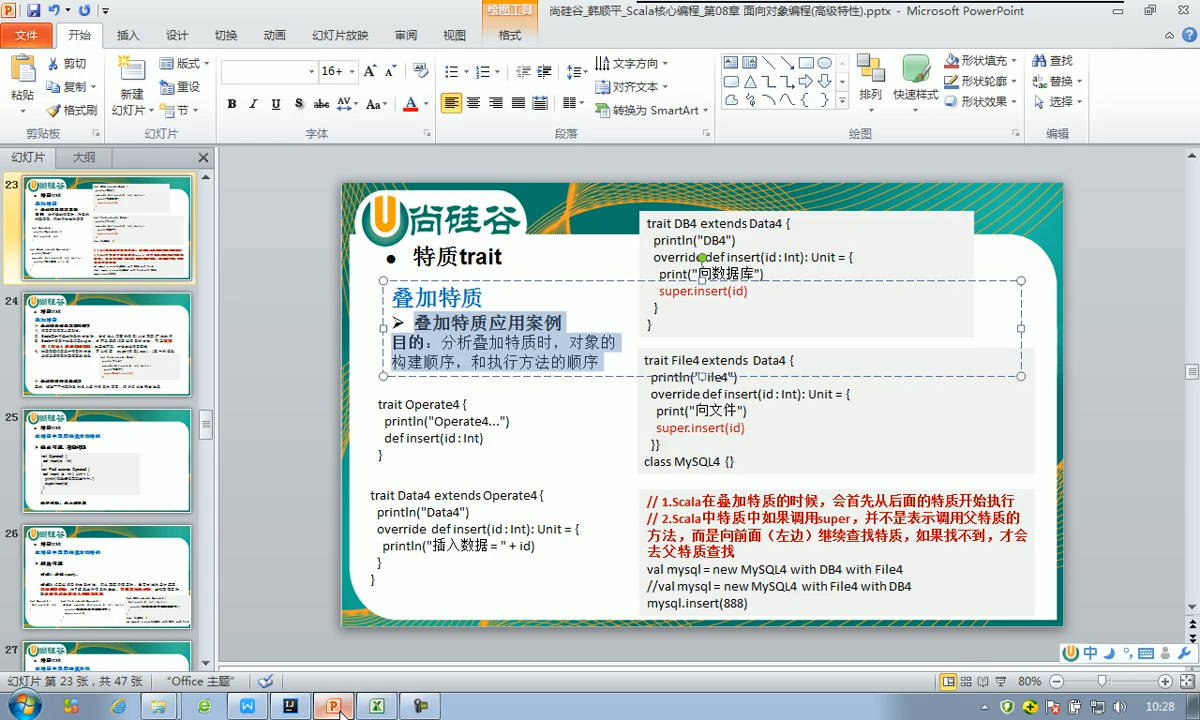 绘图工具
尚硅谷_韩顺平_Scala核心编程_第08章 面向对象编程(高级特性).pptx - Microsoft PowerPoint
文件 开始 插入 设计 切换 动画 幻灯片放映 审阅 视图 格式
粘贴 剪切 复制 格式刷
剪贴板
新建幻灯片 版式 重设 节
幻灯片
16+
字体
文字方向
对齐文本
转换为 SmartArt
段落
排列 快速样式
形状填充
形状轮廓
形状效果
绘图
查找
替换
选择
编辑
幻灯片 大纲
23
24
25
26
27
尚硅谷
● 特质trait
叠加特质
➢ 叠加特质应用案例
目的：分析叠加特质时，对象的
构建顺序，和执行方法的顺序
trait Operate4 {
println("Operate4...")
def insert(id : Int)
}
trait Data4 extends Operate4 {
println("Data4")
override def insert(id : Int): Unit = {
println("插入数据 = " + id)
}
}
trait DB4 extends Data4 {
println("DB4")
override def insert(id : Int): Unit = {
print("向数据库")
super.insert(id)
}
}
trait File4 extends Data4 {
println("File4")
override def insert(id : Int): Unit = {
print("向文件")
super.insert(id)
}}
class MySQL4 {}
// 1.Scala在叠加特质的时候，会首先从后面的特质开始执行
// 2.Scala中特质中如果调用super，并不是表示调用父特质的
方法，而是向前面（左边）继续查找特质，如果找不到，才会
去父特质查找
val mysql = new MySQL4 with DB4 with File4
//val mysql = new MySQL4 with File4 with DB4
mysql.insert(888)
中
幻灯片 第 23 张，共 47 张 "Office 主题" 80%
10:28